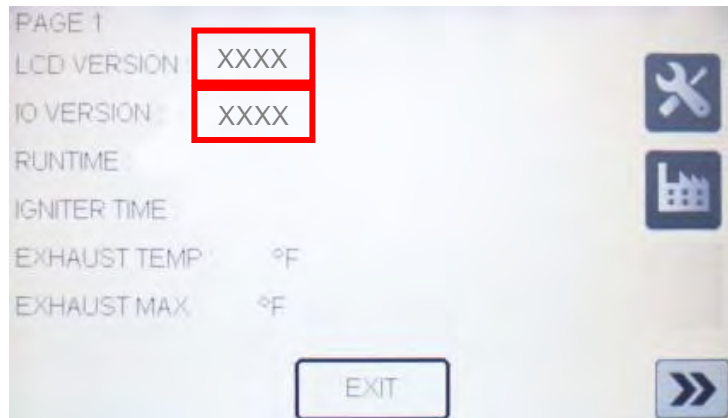 PAGE 1
LCD VERSION : XXXX
IO VERSION : XXXX
RUNTIME :
IGNITER TIME
EXHAUST TEMP : °F
EXHAUST MAX °F
EXIT